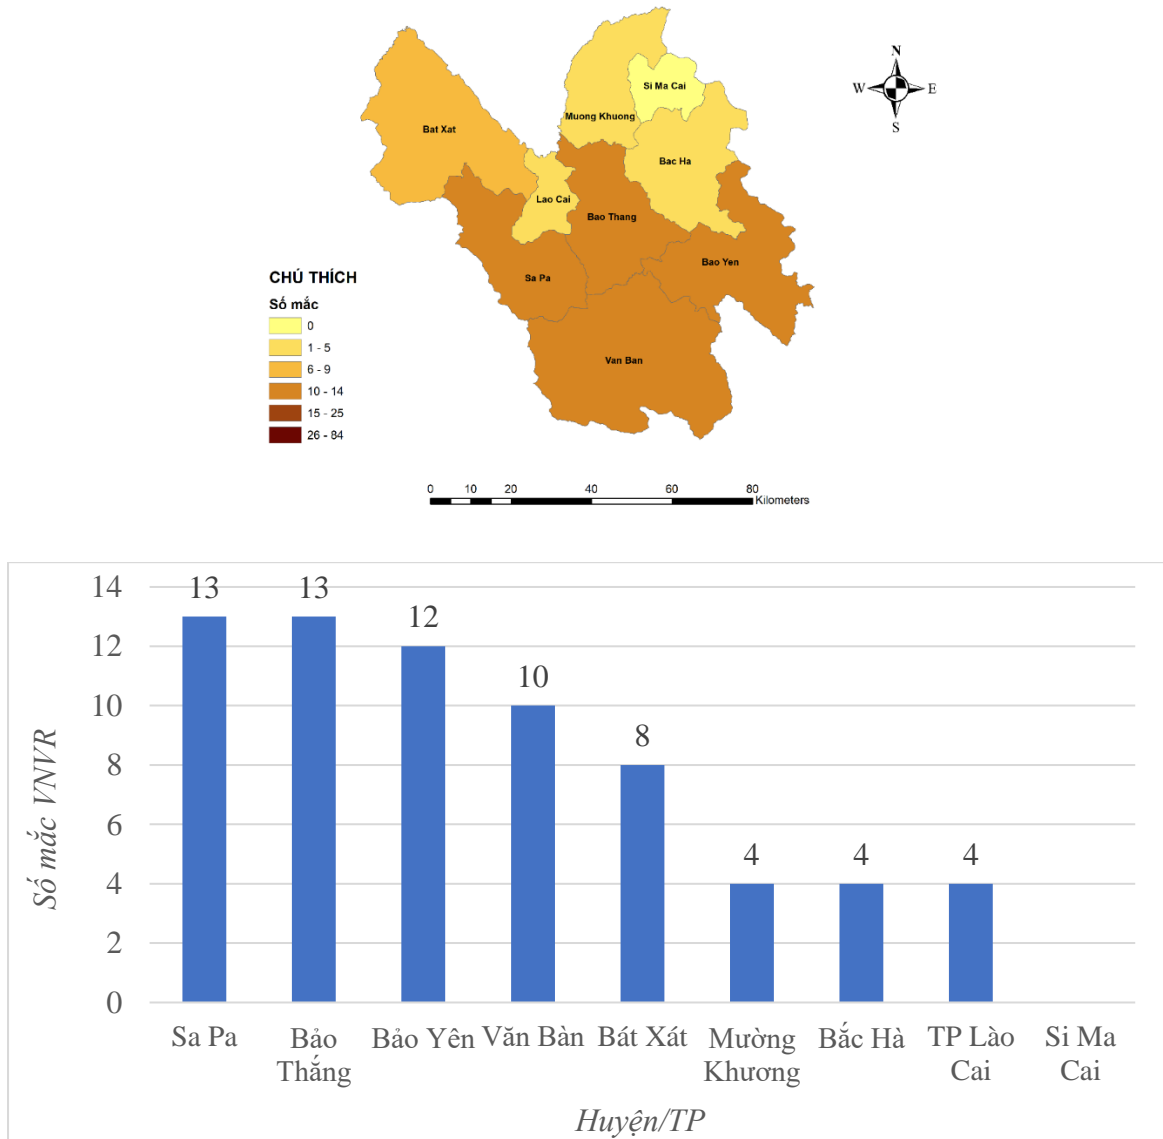 N
W E
S
Si Ma Cai
Muong Khuong
Bat Xat
Bac Ha
Lao Cai
Bao Thang
Bao Yen
Sa Pa
Van Ban
CHÚ THÍCH
Số mắc
0
1 - 5
6 - 9
10 - 14
15 - 25
26 - 84
0 10 20 40 60 80
Kilometers
Số mắc VNVR
14
12
10
8
6
4
2
0
13
13
12
10
8
4
4
4
Sa Pa
Bảo
Thắng
Bảo Yên
Văn Bàn
Bát Xát
Mường
Khương
Bắc Hà
TP Lào
Cai
Si Ma
Cai
Huyện/TP